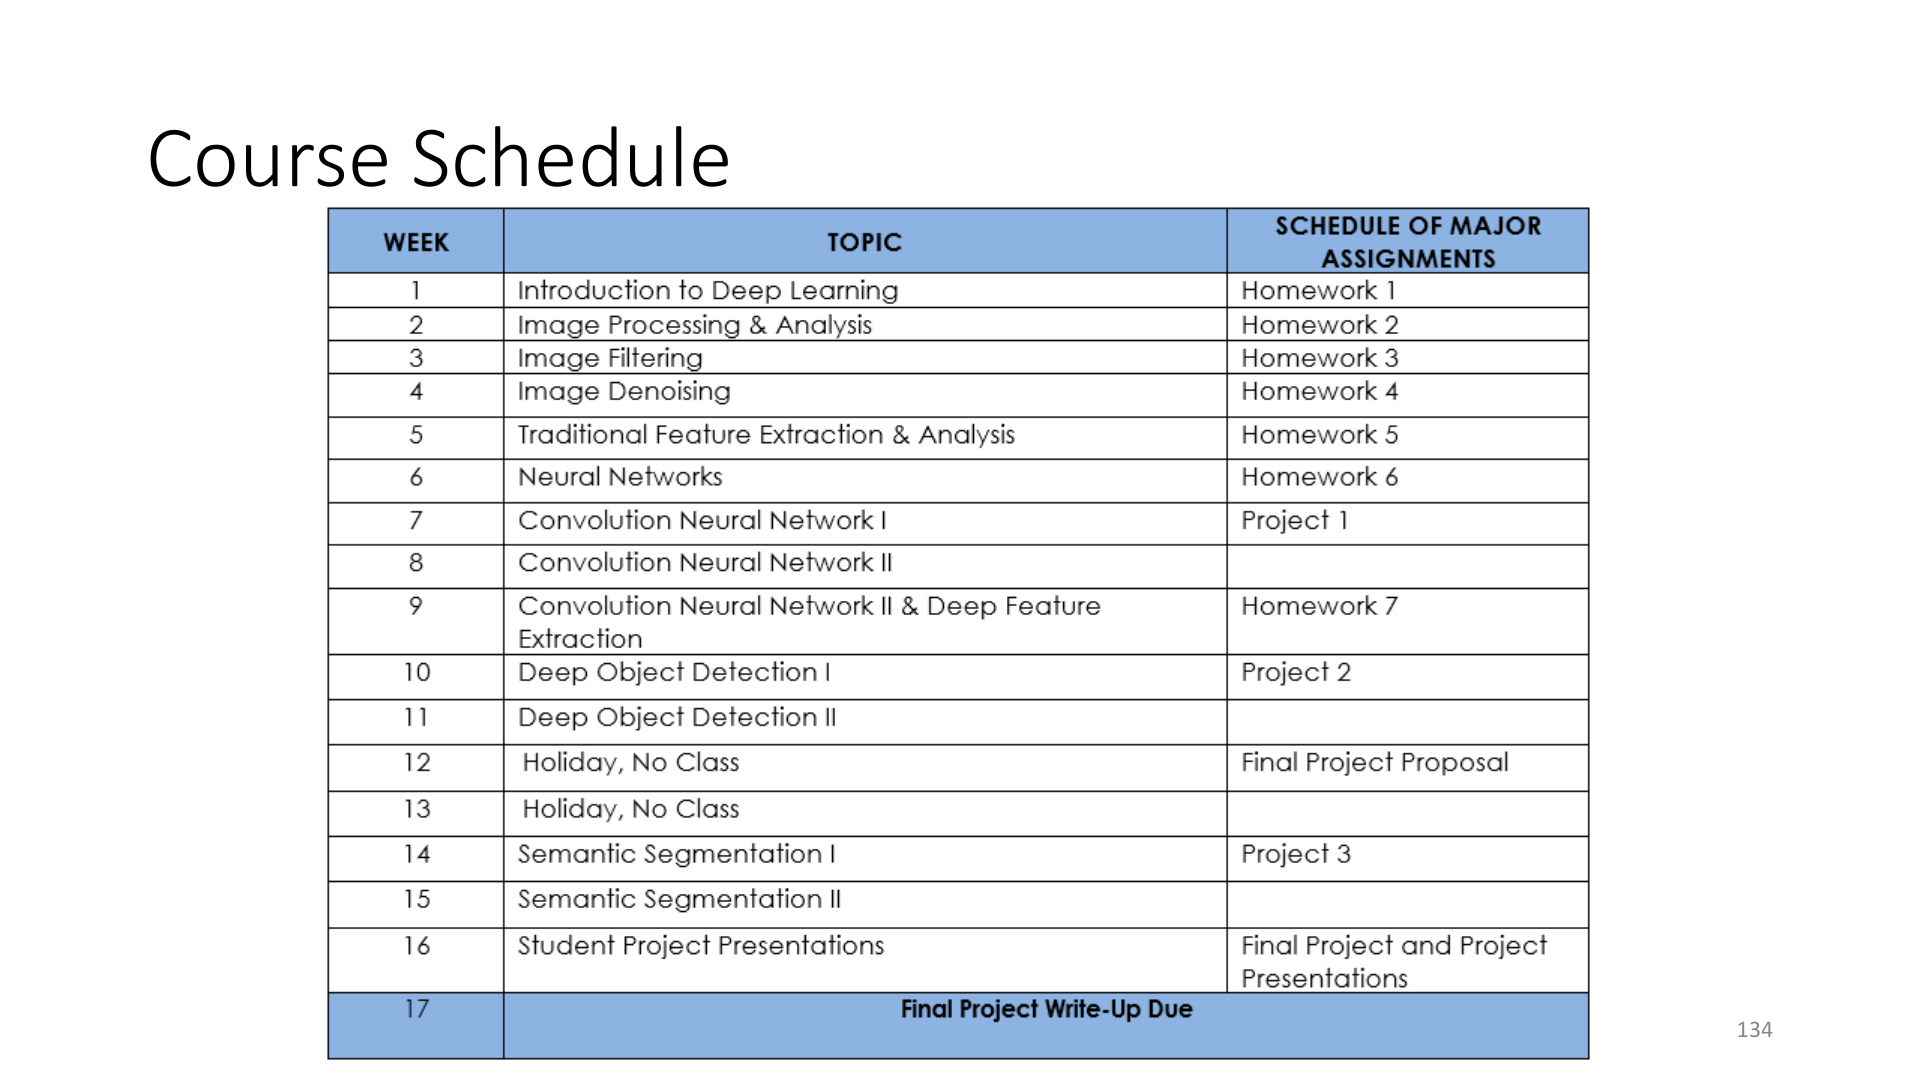 Course Schedule
WEEK TOPIC SCHEDULE OF MAJOR
ASSIGNMENTS
1 Introduction to Deep Learning Homework 1
2 Image Processing & Analysis Homework 2
3 Image Filtering Homework 3
4 Image Denoising Homework 4
5 Traditional Feature Extraction & Analysis Homework 5
6 Neural Networks Homework 6
7 Convolution Neural Network I Project 1
8 Convolution Neural Network II
9 Convolution Neural Network II & Deep Feature Homework 7
Extraction
10 Deep Object Detection I Project 2
11 Deep Object Detection II
12 Holiday, No Class Final Project Proposal
13 Holiday, No Class
14 Semantic Segmentation I Project 3
15 Semantic Segmentation II
16 Student Project Presentations Final Project and Project
Presentations
17 Final Project Write-Up Due
134